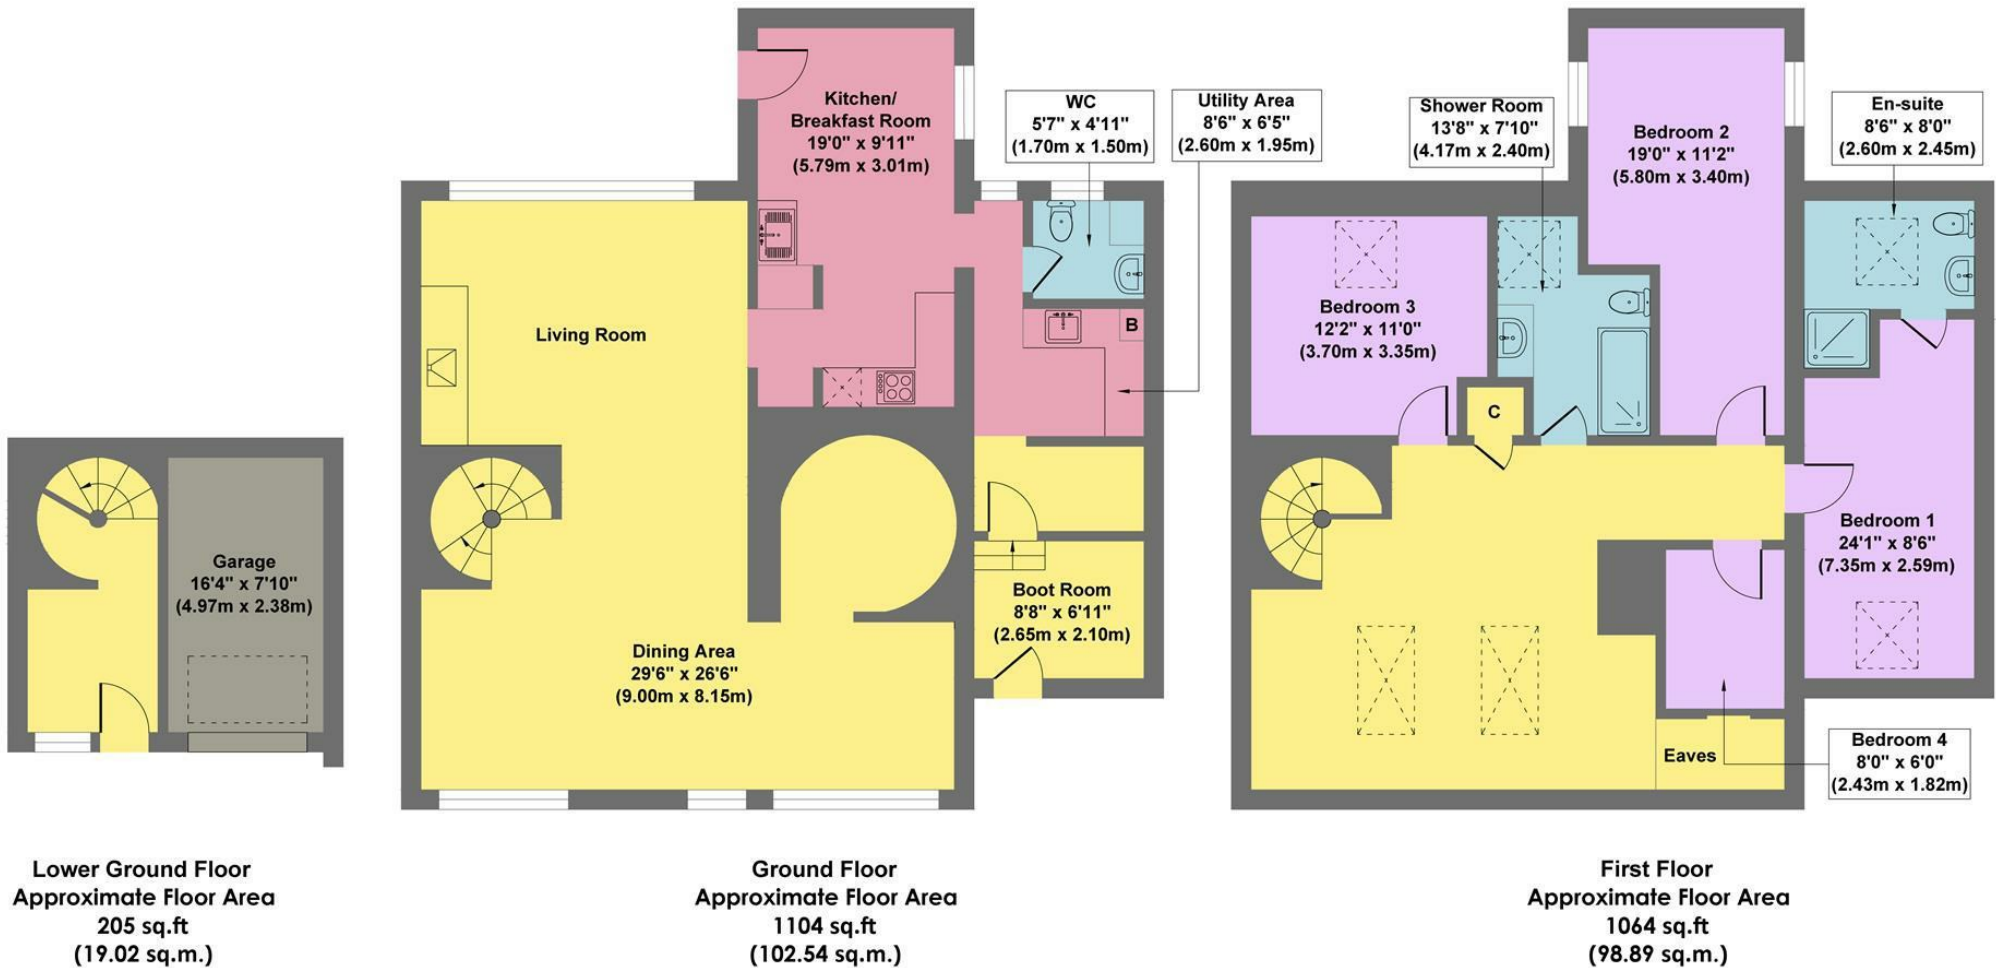 Garage
16'4" x 7'10"
(4.97m x 2.38m)
Lower Ground Floor
Approximate Floor Area
205 sq.ft
(19.02 sq.m.)
Kitchen/
Breakfast Room
19'0" x 9'11"
(5.79m x 3.01m)
WC
5'7" x 4'11"
(1.70m x 1.50m)
Utility Area
8'6" x 6'5"
(2.60m x 1.95m)
Living Room
B
Boot Room
8'8" x 6'11"
(2.65m x 2.10m)
Dining Area
29'6" x 26'6"
(9.00m x 8.15m)
Ground Floor
Approximate Floor Area
1104 sq.ft
(102.54 sq.m.)
Shower Room
13'8" x 7'10"
(4.17m x 2.40m)
Bedroom 2
19'0" x 11'2"
(5.80m x 3.40m)
En-suite
8'6" x 8'0"
(2.60m x 2.45m)
Bedroom 3
12'2" x 11'0"
(3.70m x 3.35m)
C
Bedroom 1
24'1" x 8'6"
(7.35m x 2.59m)
Eaves
Bedroom 4
8'0" x 6'0"
(2.43m x 1.82m)
First Floor
Approximate Floor Area
1064 sq.ft
(98.89 sq.m.)